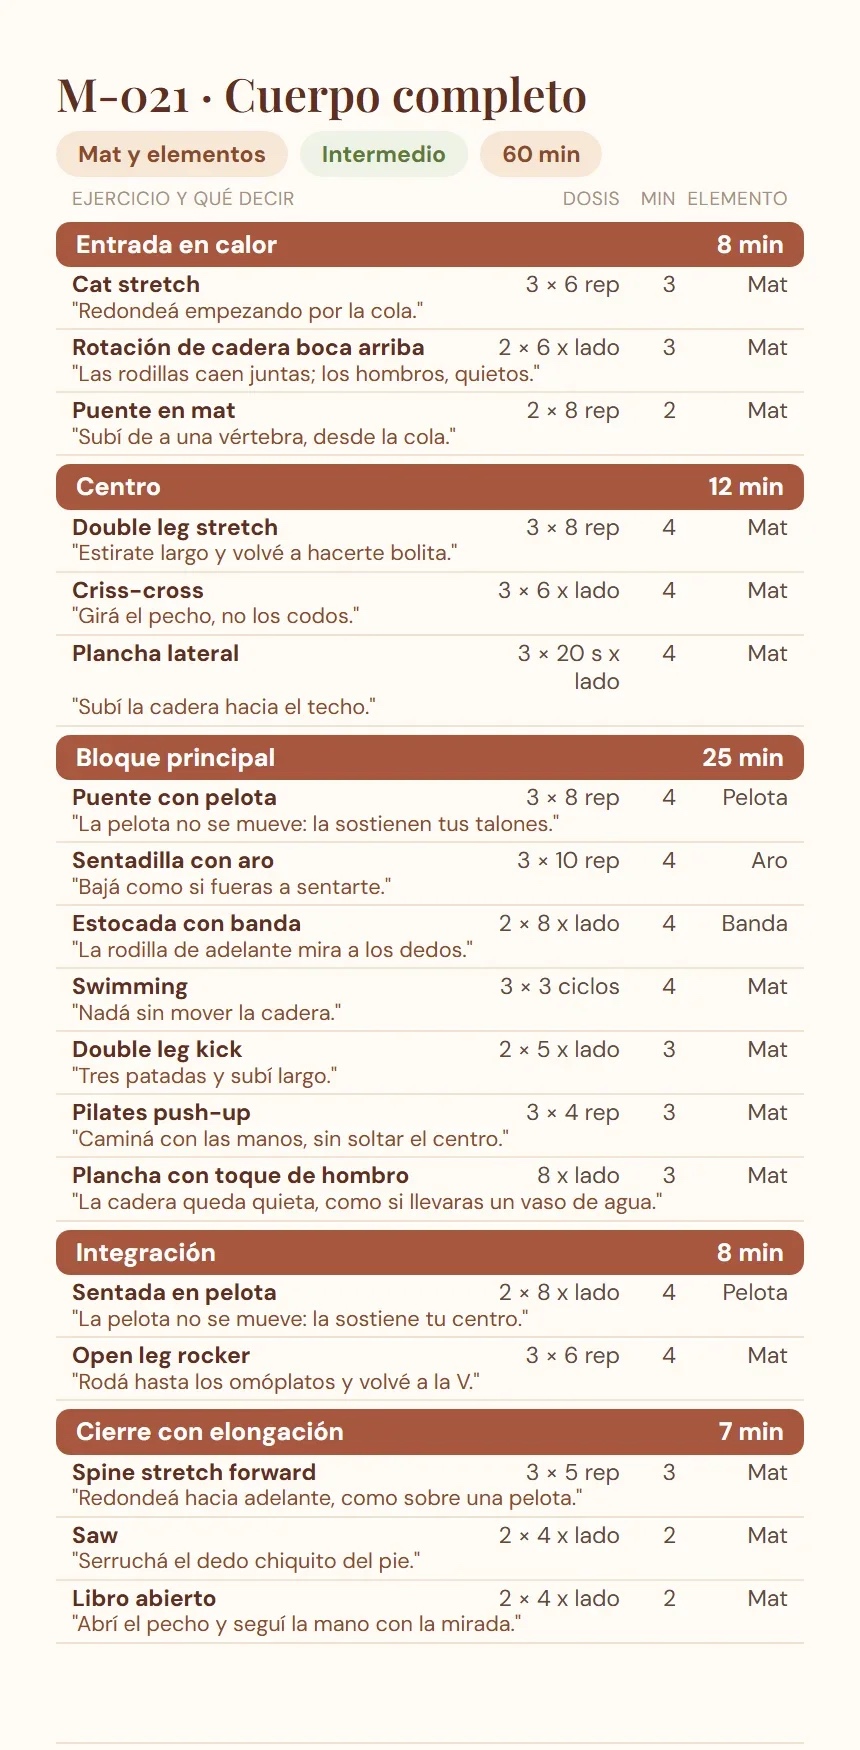 M-021 · Cuerpo completo
Mat y elementos Intermedio 60 min
EJERCICIO Y QUÉ DECIR DOSIS MIN ELEMENTO
Entrada en calor 8 min
Cat stretch 3 × 6 rep 3 Mat
"Redondeá empezando por la cola."
Rotación de cadera boca arriba 2 × 6 x lado 3 Mat
"Las rodillas caen juntas; los hombros, quietos."
Puente en mat 2 × 8 rep 2 Mat
"Subí de a una vértebra, desde la cola."
Centro 12 min
Double leg stretch 3 × 8 rep 4 Mat
"Estirate largo y volvé a hacerte bolita."
Criss-cross 3 × 6 x lado 4 Mat
"Girá el pecho, no los codos."
Plancha lateral 3 × 20 s x 4 Mat
lado
"Subí la cadera hacia el techo."
Bloque principal 25 min
Puente con pelota 3 × 8 rep 4 Pelota
"La pelota no se mueve: la sostienen tus talones."
Sentadilla con aro 3 × 10 rep 4 Aro
"Bajá como si fueras a sentarte."
Estocada con banda 2 × 8 x lado 4 Banda
"La rodilla de adelante mira a los dedos."
Swimming 3 × 3 ciclos 4 Mat
"Nadá sin mover la cadera."
Double leg kick 2 × 5 x lado 3 Mat
"Tres patadas y subí largo."
Pilates push-up 3 × 4 rep 3 Mat
"Caminá con las manos, sin soltar el centro."
Plancha con toque de hombro 8 x lado 3 Mat
"La cadera queda quieta, como si llevaras un vaso de agua."
Integración 8 min
Sentada en pelota 2 × 8 x lado 4 Pelota
"La pelota no se mueve: la sostiene tu centro."
Open leg rocker 3 × 6 rep 4 Mat
"Rodá hasta los omóplatos y volvé a la V."
Cierre con elongación 7 min
Spine stretch forward 3 × 5 rep 3 Mat
"Redondeá hacia adelante, como sobre una pelota."
Saw 2 × 4 x lado 2 Mat
"Serruchá el dedo chiquito del pie."
Libro abierto 2 × 4 x lado 2 Mat
"Abrí el pecho y seguí la mano con la mirada."